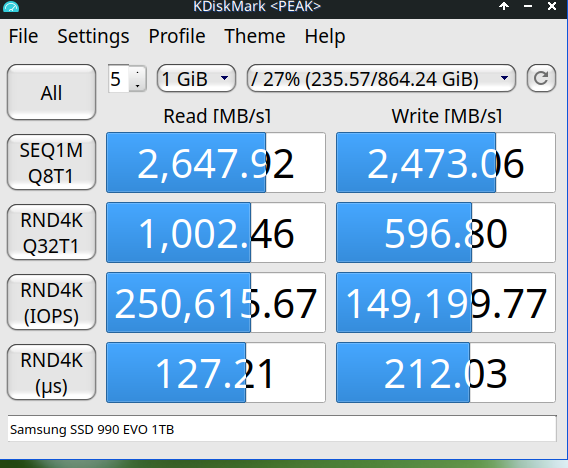 KDiskMark <PEAK>
File Settings Profile Theme Help
All 5 1 GiB / 27% (235.57/864.24 GiB)
Read [MB/s] Write [MB/s]
SEQ1M
Q8T1
2,647.92 2,473.06
RND4K
Q32T1
1,002.46 596.80
RND4K
(IOPS)
250,615.67 149,199.77
RND4K
(μs)
127.21 212.03
Samsung SSD 990 EVO 1TB